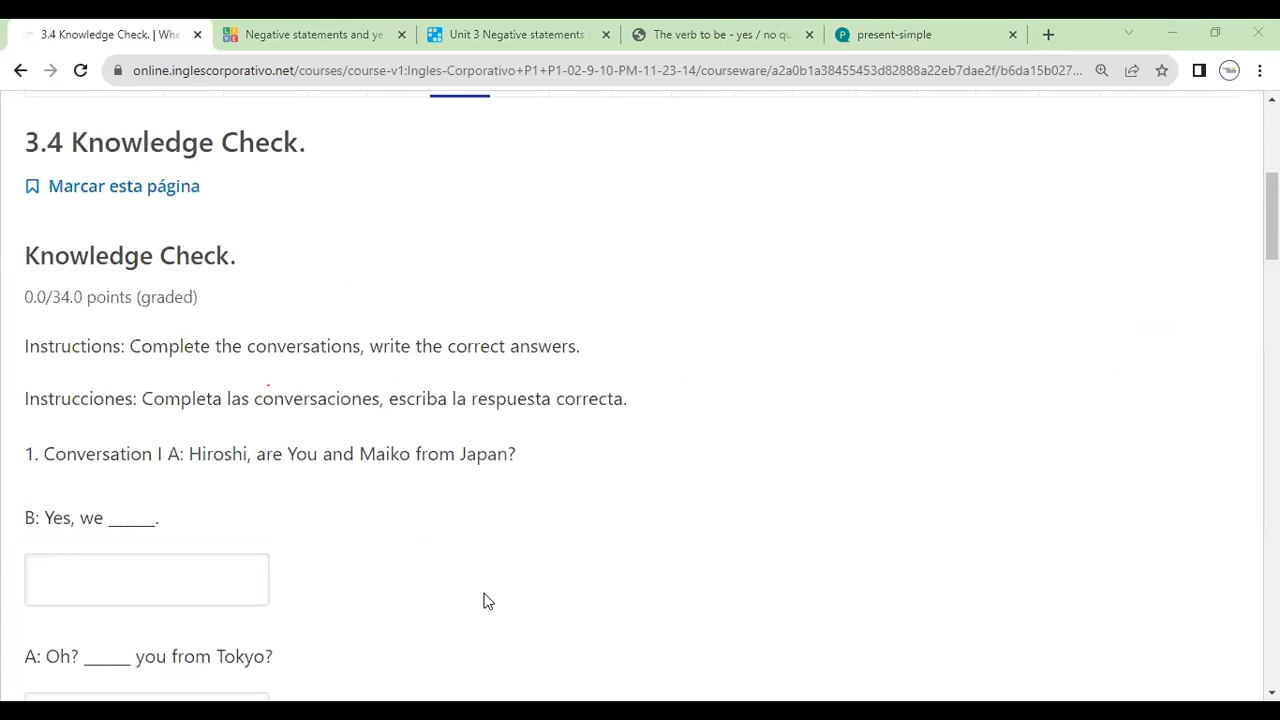 3.4 Knowledge Check. | Whe
Negative statements and ye
Unit 3 Negative statements
The verb to be - yes / no qu
present-simple
online.inglescorporativo.net/courses/course-v1:Ingles-Corporativo+P1+P1-02-9-10-PM-11-23-14/courseware/a2a0b1a38455453d82888a22eb7dae2f/b6da15b027...
3.4 Knowledge Check.
Marcar esta página
Knowledge Check.
0.0/34.0 points (graded)
Instructions: Complete the conversations, write the correct answers.
Instrucciones: Completa las conversaciones, escriba la respuesta correcta.
1. Conversation I A: Hiroshi, are You and Maiko from Japan?
B: Yes, we ______.
A: Oh? ______ you from Tokyo?